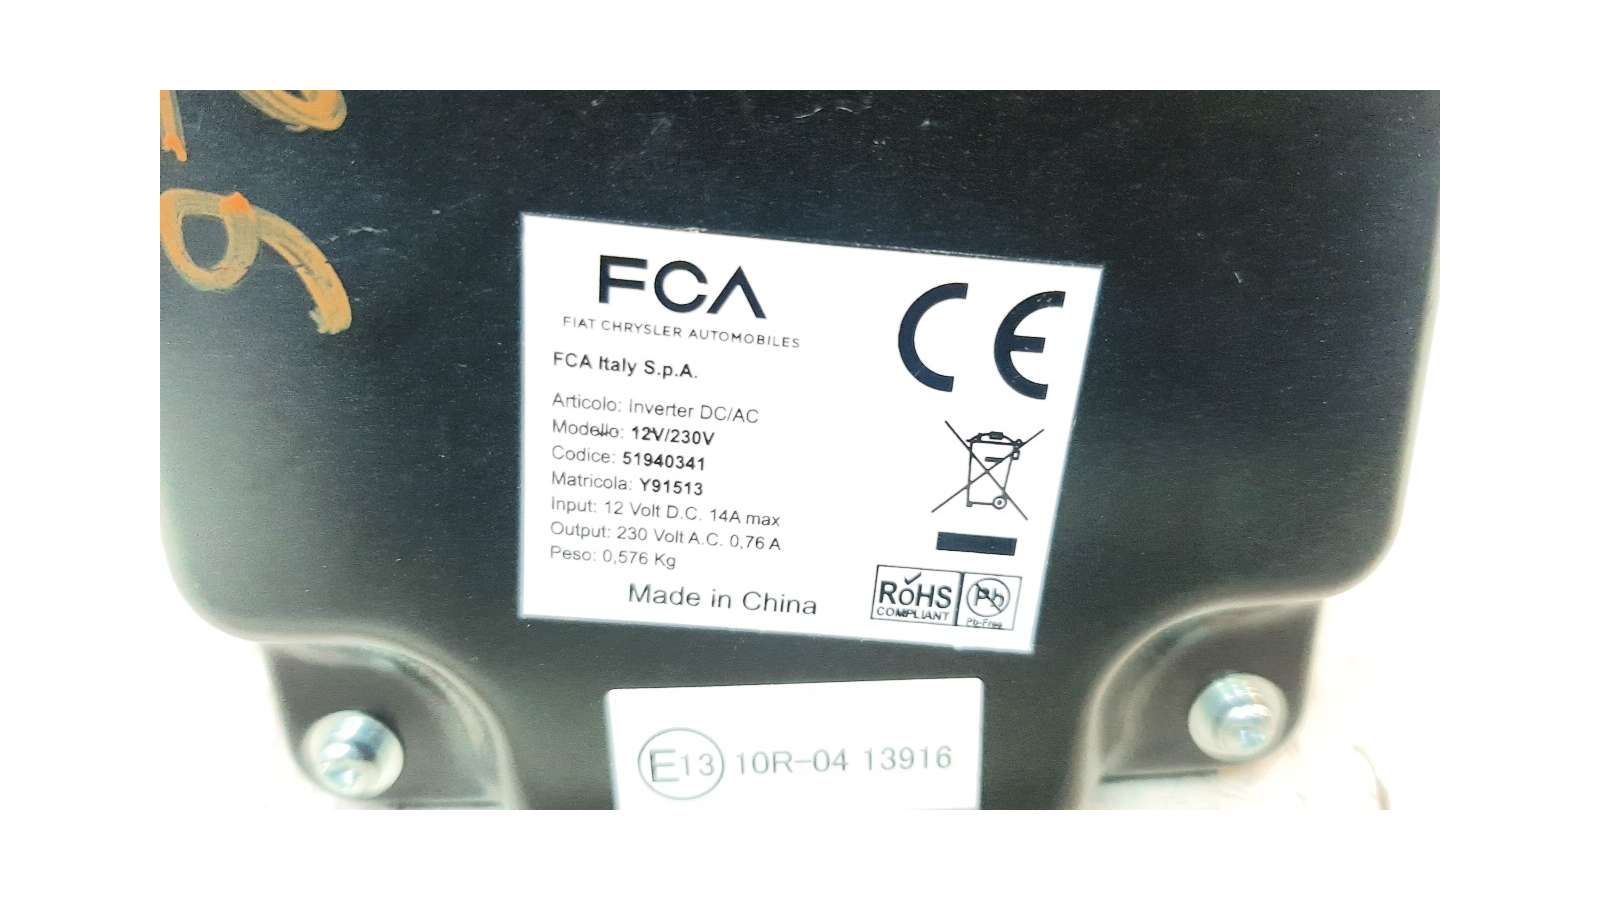 FCA
FIAT CHRYSLER AUTOMOBILES
FCA Italy S.p.A.
Articolo: Inverter DC/AC
Modello: 12V/230V
Codice: 51940341
Matricola: Y91513
Input: 12 Volt D.C. 14A max
Output: 230 Volt A.C. 0,76 A
Peso: 0,576 Kg
Made in China
CE
RoHS
COMPLIANT
Pb
Pb-Free
E13 10R-04 13916